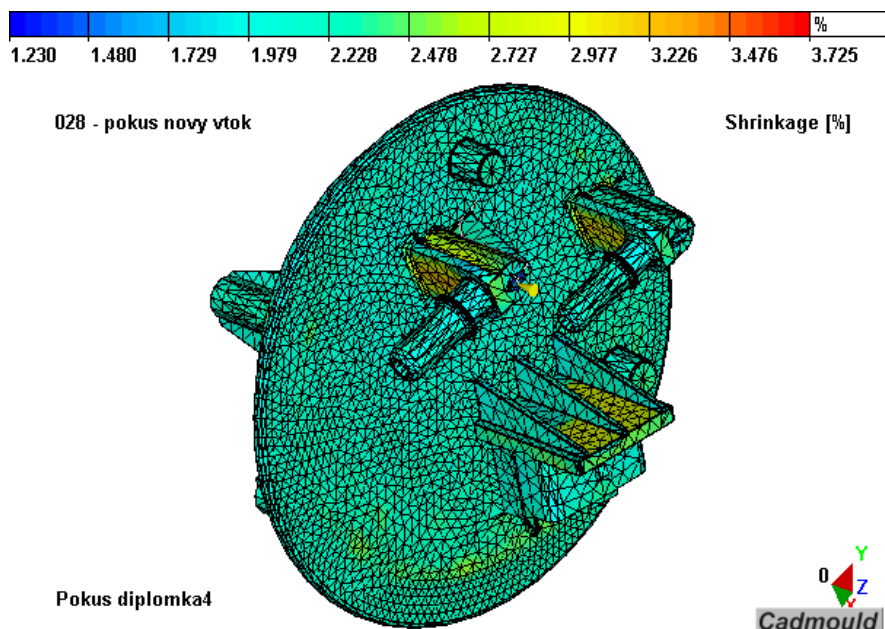 %
1.230 1.480 1.729 1.979 2.228 2.478 2.727 2.977 3.226 3.476 3.725
028 - pokus novy vtok Shrinkage [%]
Pokus diplomka4
0 Y
Z
X
Cadmould